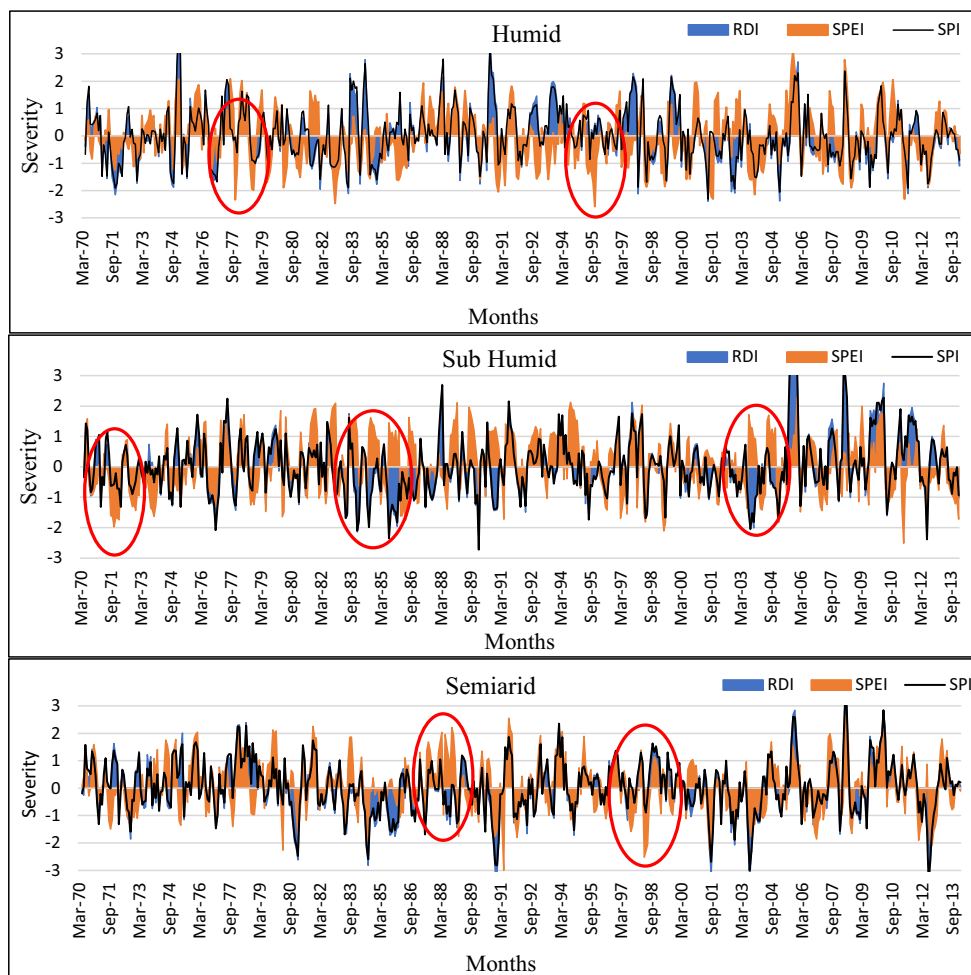 Humid
RDI SPEI SPI
3
2
1
0
-1
-2
-3
Severity
Mar-70
Sep-71
Mar-73
Sep-74
Mar-76
Sep-77
Mar-79
Sep-80
Mar-82
Sep-83
Mar-85
Sep-86
Mar-88
Sep-89
Mar-91
Sep-92
Mar-94
Sep-95
Mar-97
Sep-98
Mar-00
Sep-01
Mar-03
Sep-04
Mar-06
Sep-07
Mar-09
Sep-10
Mar-12
Sep-13
Months
Sub Humid
RDI SPEI SPI
3
2
1
0
-1
-2
-3
Severity
Mar-70
Sep-71
Mar-73
Sep-74
Mar-76
Sep-77
Mar-79
Sep-80
Mar-82
Sep-83
Mar-85
Sep-86
Mar-88
Sep-89
Mar-91
Sep-92
Mar-94
Sep-95
Mar-97
Sep-98
Mar-00
Sep-01
Mar-03
Sep-04
Mar-06
Sep-07
Mar-09
Sep-10
Mar-12
Sep-13
Months
Semiarid
RDI SPEI SPI
3
2
1
0
-1
-2
-3
Severity
Mar-70
Sep-71
Mar-73
Sep-74
Mar-76
Sep-77
Mar-79
Sep-80
Mar-82
Sep-83
Mar-85
Sep-86
Mar-88
Sep-89
Mar-91
Sep-92
Mar-94
Sep-95
Mar-97
Sep-98
Mar-00
Sep-01
Mar-03
Sep-04
Mar-06
Sep-07
Mar-09
Sep-10
Mar-12
Sep-13
Months